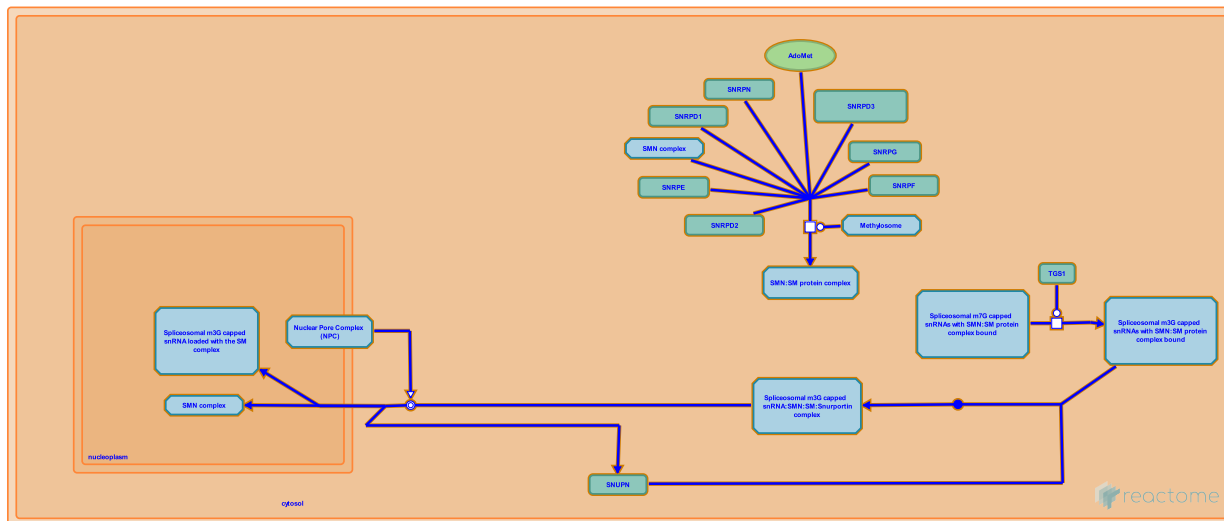 AdoMet
SNRPN
SNRPD3
SNRPD1
SMN complex
SNRPG
SNRPE
SNRPF
SNRPD2
Methylosome
SMN:SM protein complex
TGS1
Spliceosomal m7G capped
snRNAs with SMN:SM protein
complex bound
Spliceosomal m3G capped
snRNAs with SMN:SM protein
complex bound
Spliceosomal m3G capped
snRNA loaded with the SM
complex
Nuclear Pore Complex
(NPC)
SMN complex
Spliceosomal m3G capped
snRNA:SMN:SM:Snurportin
complex
nucleoplasm
SNUPN
cytosol
reactome